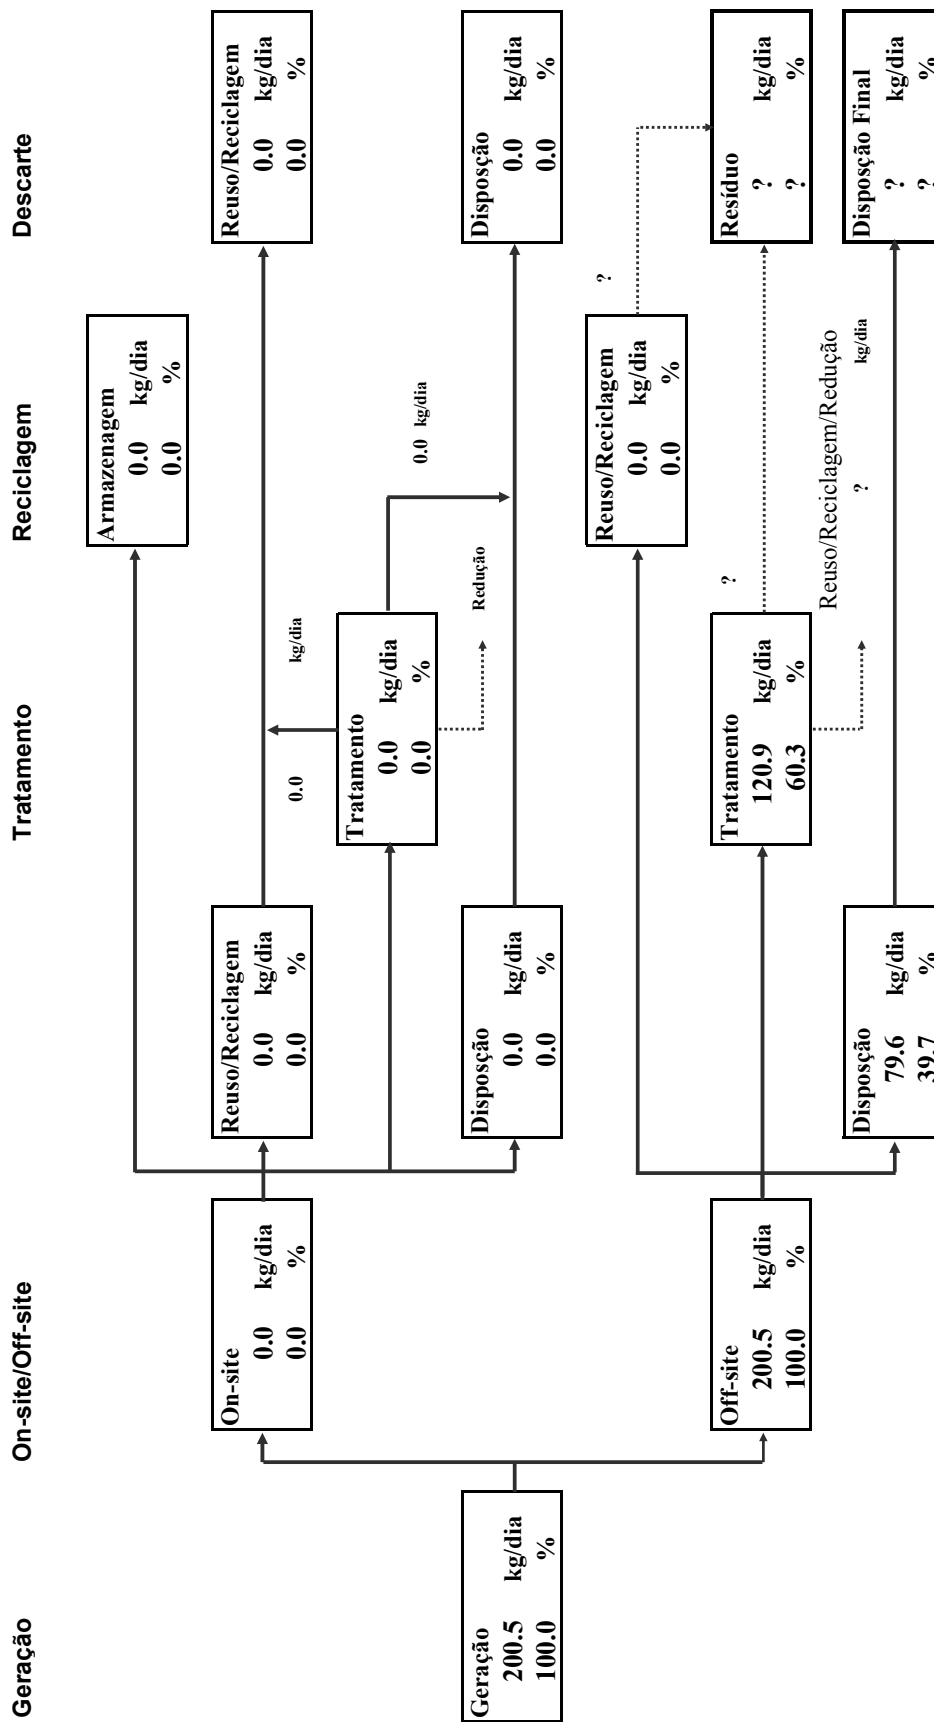 Geração
On-site/Off-site
Tratamento
Reciclagem
Descarte
Armazenagem
0.0 kg/dia
0.0 %
On-site
0.0 kg/dia
0.0 %
Reuso/Reciclagem
0.0 kg/dia
0.0 %
Reuso/Reciclagem
0.0 kg/dia
0.0 %
0.0 kg/dia
Tratamento
0.0 kg/dia
0.0 %
0.0 kg/dia
Redução
Geração
200.5 kg/dia
100.0 %
Disposção
0.0 kg/dia
0.0 %
Disposção
0.0 kg/dia
0.0 %
Reuso/Reciclagem
0.0 kg/dia
0.0 %
?
Off-site
200.5 kg/dia
100.0 %
Tratamento
120.9 kg/dia
60.3 %
?
Resíduo
? kg/dia
? %
Reuso/Reciclagem/Redução
? kg/dia
Disposção
79.6 kg/dia
39.7 %
Disposção Final
? kg/dia
? %